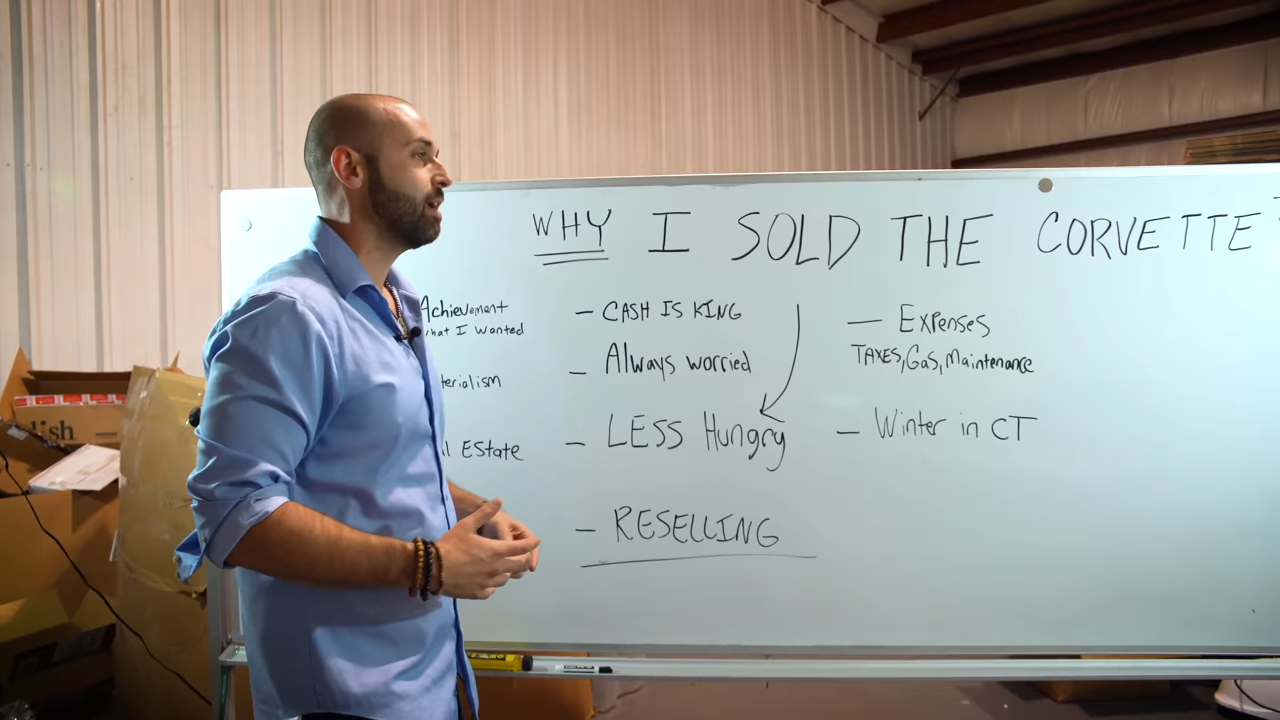 WHY I SOLD THE CORVETTE
Achievement
what I wanted
terialism
l Estate
- CASH IS KING
- Always worried
- LESS Hungry
- RESELLING
- Expenses
TAXES, Gas, Maintenance
- Winter in CT
dish